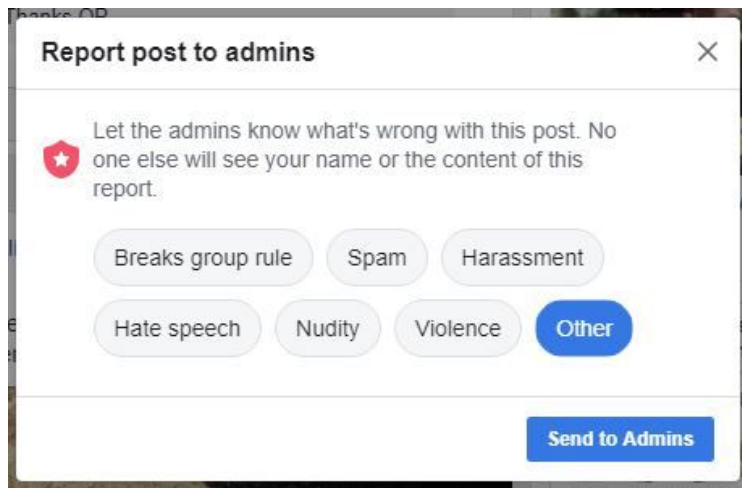 Thanks OP
Report post to admins
Let the admins know what's wrong with this post. No
one else will see your name or the content of this
report.
Breaks group rule Spam Harassment
Hate speech Nudity Violence Other
Send to Admins